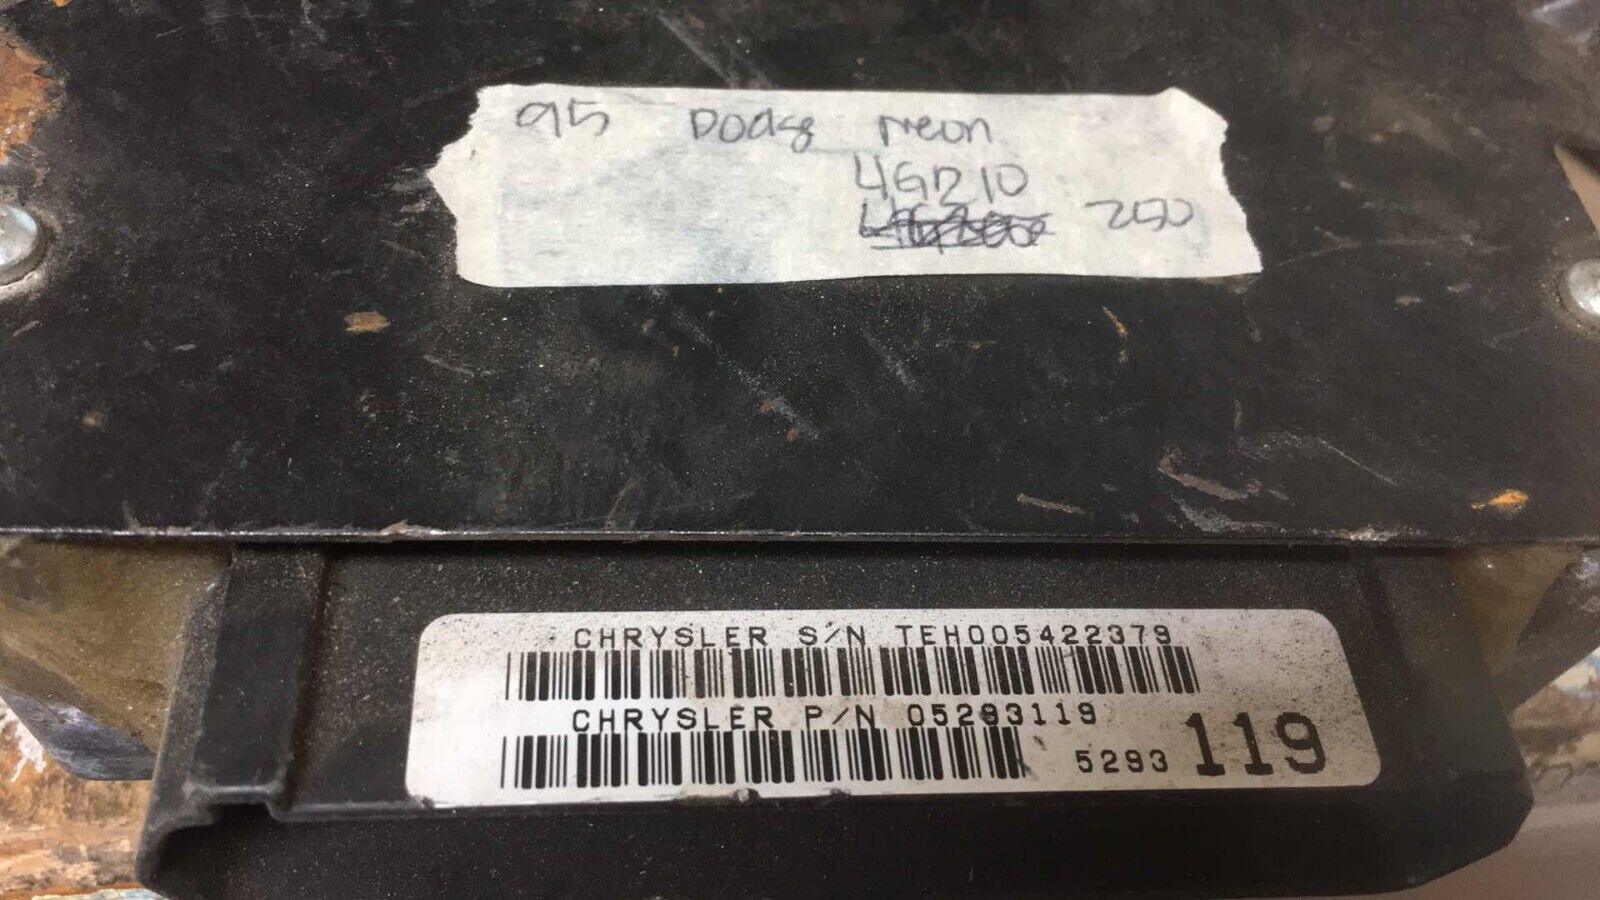 95 Dodge neon
4G210
250
CHRYSLER S/N TEH005422379
CHRYSLER P/N 05293119
5293 119